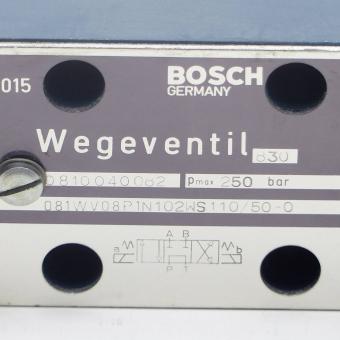 015
BOSCH
GERMANY
Wegeventil 830
0810040062 pmax 250 bar
081WV08P1N102WS110/50-0
A B
a b
P T